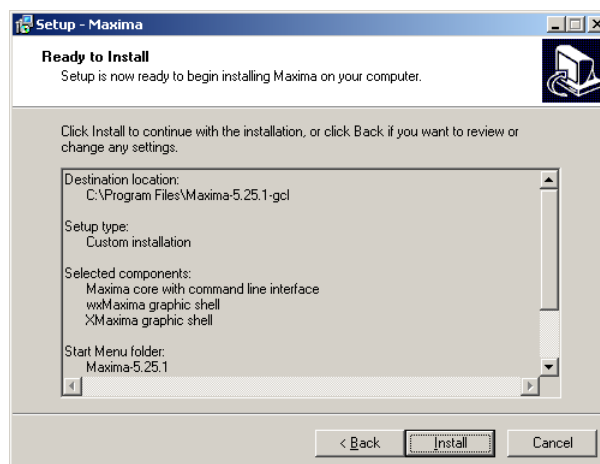 Setup - Maxima
Ready to Install
Setup is now ready to begin installing Maxima on your computer.
Click Install to continue with the installation, or click Back if you want to review or
change any settings.
Destination location:
C:\Program Files\Maxima-5.25.1-gcl
Setup type:
Custom installation
Selected components:
Maxima core with command line interface
wxMaxima graphic shell
XMaxima graphic shell
Start Menu folder:
Maxima-5.25.1
< Back
Install
Cancel